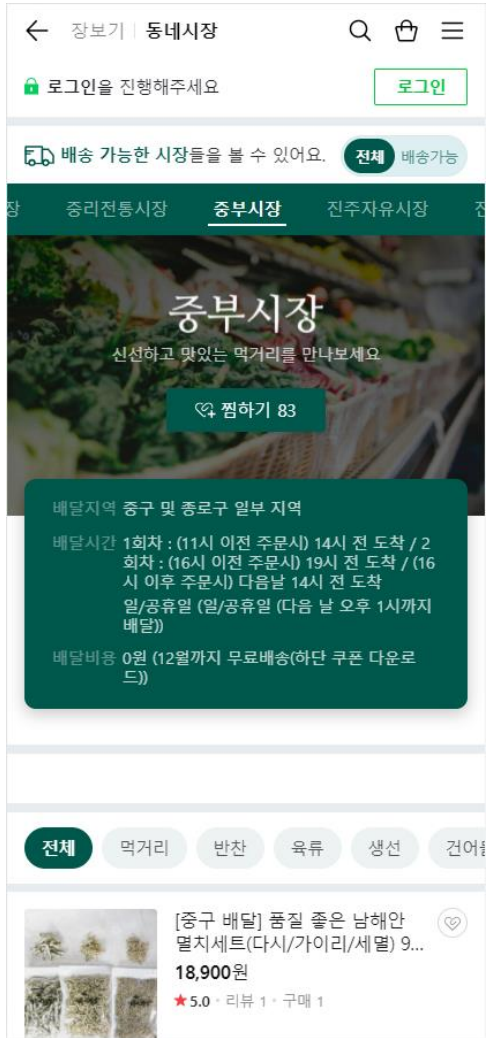 장보기 | 동네시장
로그인을 진행해주세요
로그인
배송 가능한 시장들을 볼 수 있어요.
전체 배송가능
장 중리전통시장 중부시장 진주자유시장 전
중부시장
신선하고 맛있는 먹거리를 만나보세요
찜하기 83
배달지역 중구 및 종로구 일부 지역
배달시간 1회차 : (11시 이전 주문시) 14시 전 도착 / 2
회차 : (16시 이전 주문시) 19시 전 도착 / (16
시 이후 주문시) 다음날 14시 전 도착
일/공휴일 (일/공휴일 (다음 날 오후 1시까지
배달))
배달비용 0원 (12월까지 무료배송(하단 쿠폰 다운로
드))
전체 먹거리 반찬 육류 생선 건어물
[중구 배달] 품질 좋은 남해안
멸치세트(다시/가이리/세멸) 9...
18,900원
★5.0 · 리뷰 1 · 구매 1